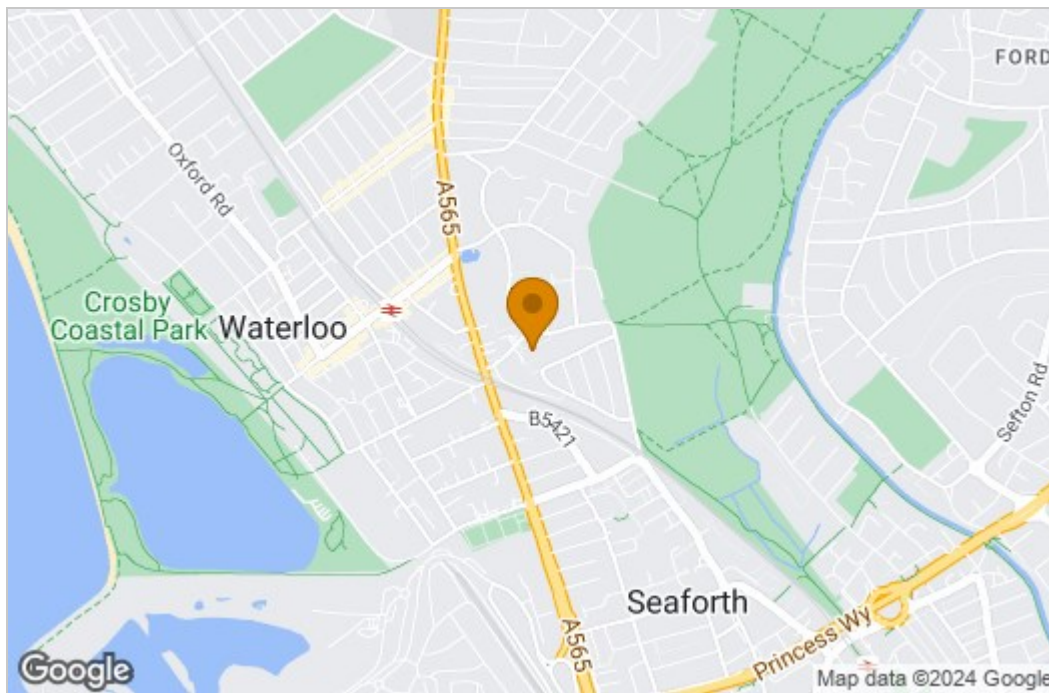 FORD
Oxford Rd
A565
Crosby
Coastal Park
Waterloo
Sefton Rd
B5421
Seaforth
Princess Wy
A565
Google
Map data ©2024 Google